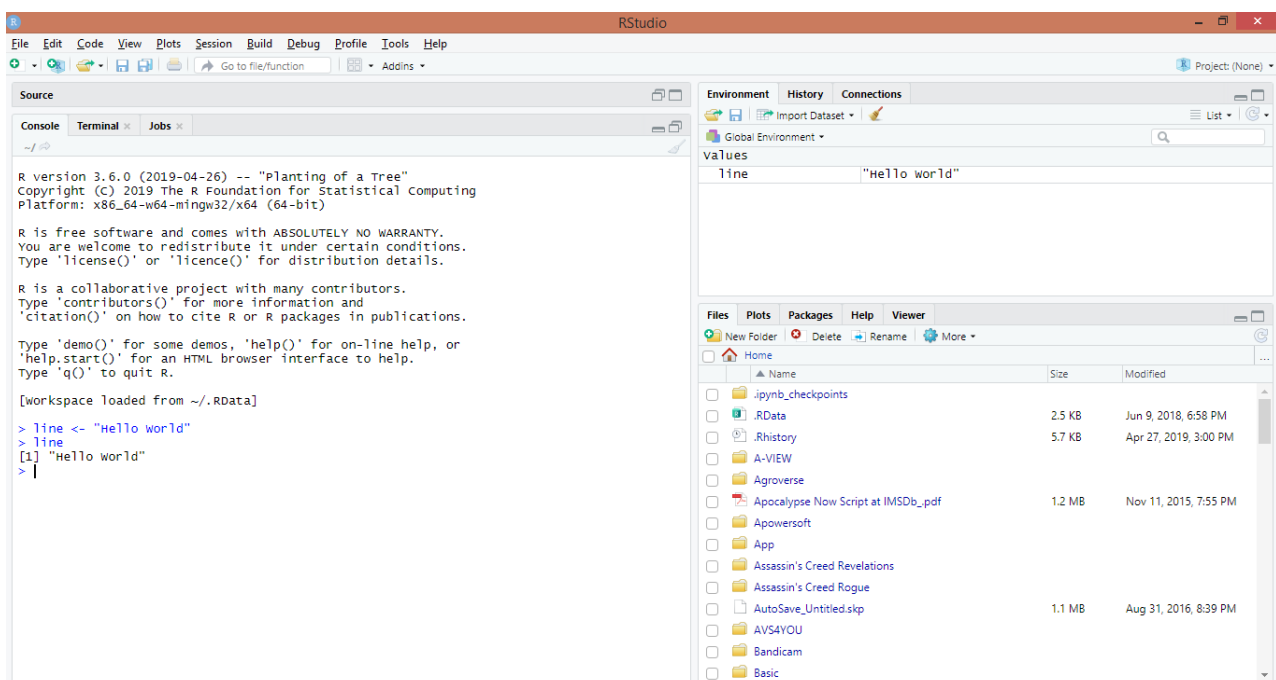 RStudio
File Edit Code View Plots Session Build Debug Profile Tools Help
Go to file/function Addins Project: (None)
Source
Console Terminal Jobs
~/
R version 3.6.0 (2019-04-26) -- "Planting of a Tree"
Copyright (C) 2019 The R Foundation for Statistical Computing
Platform: x86_64-w64-mingw32/x64 (64-bit)
R is free software and comes with ABSOLUTELY NO WARRANTY.
You are welcome to redistribute it under certain conditions.
Type 'license()' or 'licence()' for distribution details.
R is a collaborative project with many contributors.
Type 'contributors()' for more information and
'citation()' on how to cite R or R packages in publications.
Type 'demo()' for some demos, 'help()' for on-line help, or
'help.start()' for an HTML browser interface to help.
Type 'q()' to quit R.
[Workspace loaded from ~/.RData]
> line <- "Hello World"
> line
[1] "Hello World"
>
Environment History Connections
Import Dataset List
Global Environment
Values
line "Hello World"
Files Plots Packages Help Viewer
New Folder Delete Rename More
Home ...
Name Size Modified
.ipynb_checkpoints
.RData 2.5 KB Jun 9, 2018, 6:58 PM
.Rhistory 5.7 KB Apr 27, 2019, 3:00 PM
A-VIEW
Agroverse
Apocalypse Now Script at IMSDb_.pdf 1.2 MB Nov 11, 2015, 7:55 PM
Apowersoft
App
Assassin's Creed Revelations
Assassin's Creed Rogue
AutoSave_Untitled.skp 1.1 MB Aug 31, 2016, 8:39 PM
AVS4YOU
Bandicam
Basic